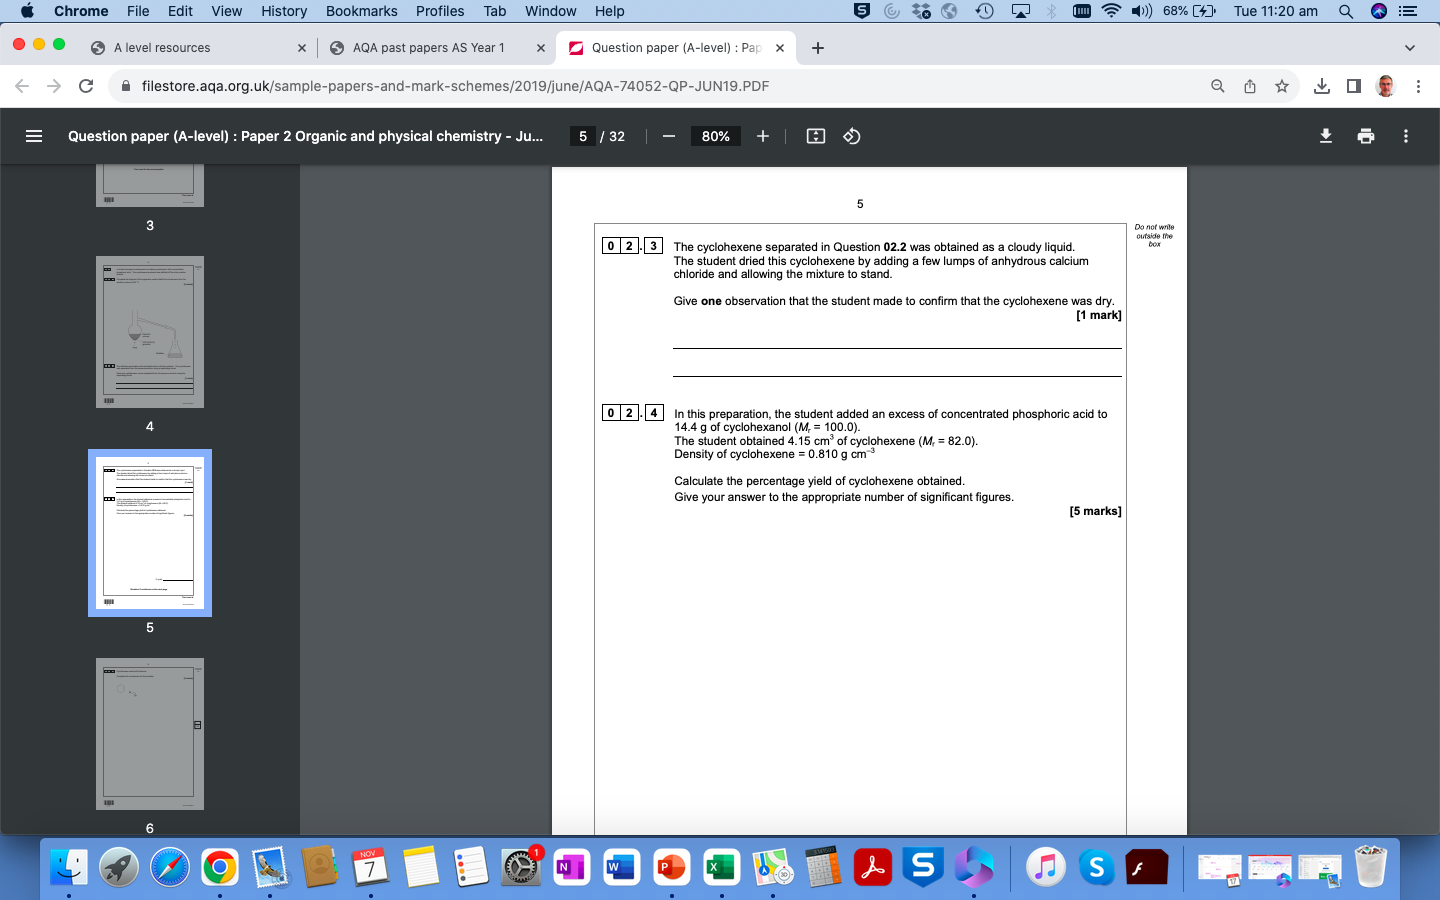 Chrome File Edit View History Bookmarks Profiles Tab Window Help 68% Tue 11:20 am
A level resources AQA past papers AS Year 1 Question paper (A-level) : Pap
filestore.aqa.org.uk/sample-papers-and-mark-schemes/2019/june/AQA-74052-QP-JUN19.PDF
Question paper (A-level) : Paper 2 Organic and physical chemistry - Ju... 5 / 32 80%
3
4
5
6
5
Do not write
outside the
box
0 2 . 3 The cyclohexene separated in Question 02.2 was obtained as a cloudy liquid.
The student dried this cyclohexene by adding a few lumps of anhydrous calcium
chloride and allowing the mixture to stand.
Give one observation that the student made to confirm that the cyclohexene was dry.
[1 mark]
0 2 . 4 In this preparation, the student added an excess of concentrated phosphoric acid to
14.4 g of cyclohexanol (Mr = 100.0).
The student obtained 4.15 cm³ of cyclohexene (Mr = 82.0).
Density of cyclohexene = 0.810 g cm⁻³
Calculate the percentage yield of cyclohexene obtained.
Give your answer to the appropriate number of significant figures.
[5 marks]
NOV
7
1
N
W
P
X
3D
S
S
17